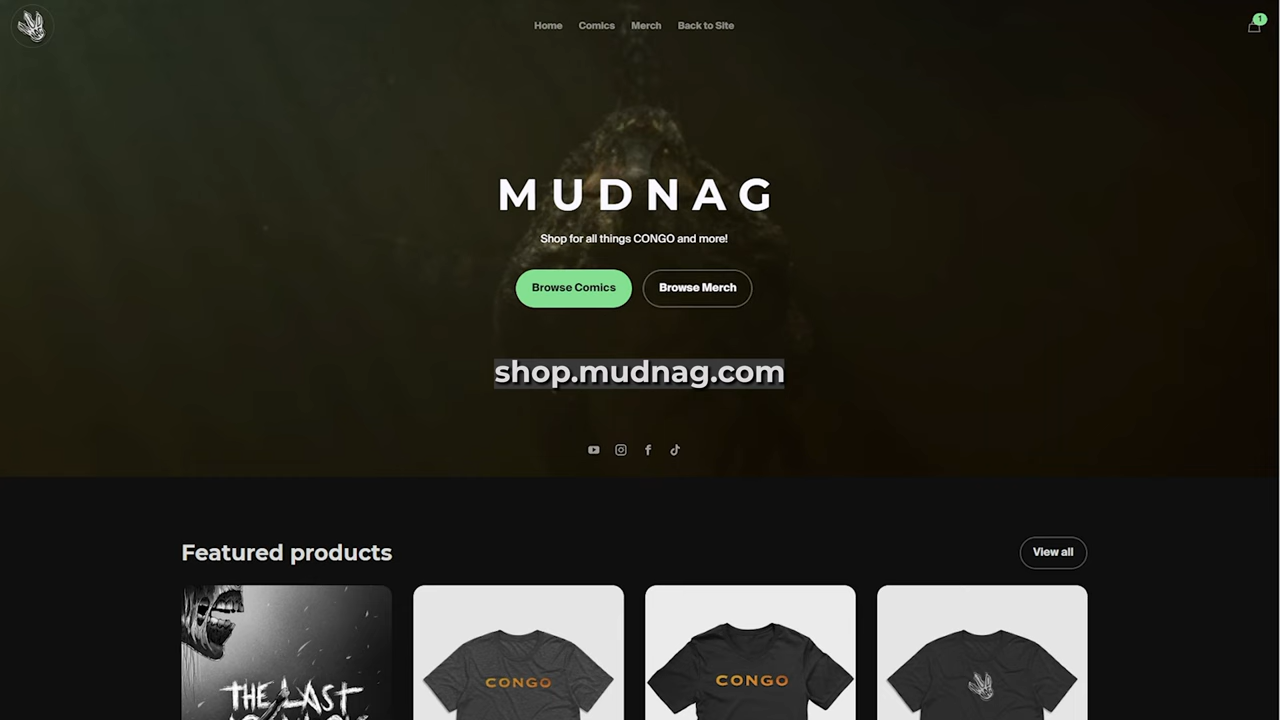 Home Comics Merch Back to Site
1
MUDNAG
Shop for all things CONGO and more!
Browse Comics Browse Merch
shop.mudnag.com
Featured products
View all
THE LAST
CONGO
CONGO